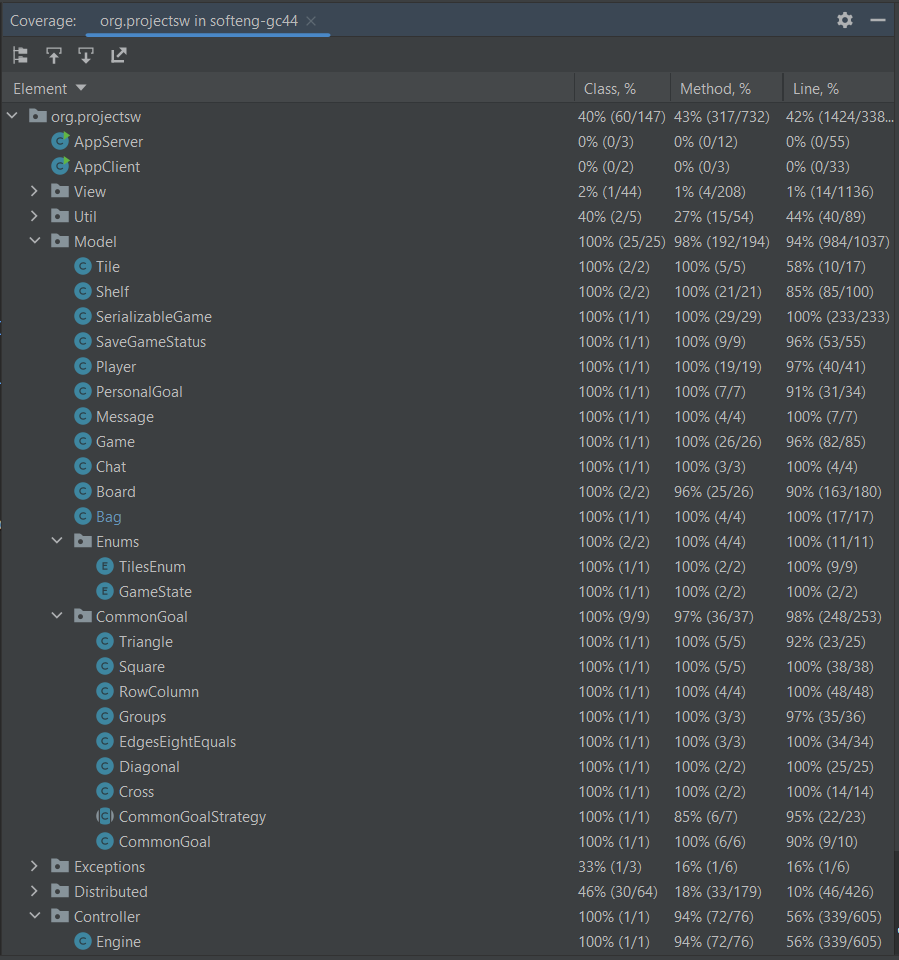 Coverage: org.projectsw in softeng-gc44
Element Class, % Method, % Line, %
org.projectsw 40% (60/147) 43% (317/732) 42% (1424/338...
AppServer 0% (0/3) 0% (0/12) 0% (0/55)
AppClient 0% (0/2) 0% (0/3) 0% (0/33)
View 2% (1/44) 1% (4/208) 1% (14/1136)
Util 40% (2/5) 27% (15/54) 44% (40/89)
Model 100% (25/25) 98% (192/194) 94% (984/1037)
Tile 100% (2/2) 100% (5/5) 58% (10/17)
Shelf 100% (2/2) 100% (21/21) 85% (85/100)
SerializableGame 100% (1/1) 100% (29/29) 100% (233/233)
SaveGameStatus 100% (1/1) 100% (9/9) 96% (53/55)
Player 100% (1/1) 100% (19/19) 97% (40/41)
PersonalGoal 100% (1/1) 100% (7/7) 91% (31/34)
Message 100% (1/1) 100% (4/4) 100% (7/7)
Game 100% (1/1) 100% (26/26) 96% (82/85)
Chat 100% (1/1) 100% (3/3) 100% (4/4)
Board 100% (2/2) 96% (25/26) 90% (163/180)
Bag 100% (1/1) 100% (4/4) 100% (17/17)
Enums 100% (2/2) 100% (4/4) 100% (11/11)
TilesEnum 100% (1/1) 100% (2/2) 100% (9/9)
GameState 100% (1/1) 100% (2/2) 100% (2/2)
CommonGoal 100% (9/9) 97% (36/37) 98% (248/253)
Triangle 100% (1/1) 100% (5/5) 92% (23/25)
Square 100% (1/1) 100% (5/5) 100% (38/38)
RowColumn 100% (1/1) 100% (4/4) 100% (48/48)
Groups 100% (1/1) 100% (3/3) 97% (35/36)
EdgesEightEquals 100% (1/1) 100% (3/3) 100% (34/34)
Diagonal 100% (1/1) 100% (2/2) 100% (25/25)
Cross 100% (1/1) 100% (2/2) 100% (14/14)
CommonGoalStrategy 100% (1/1) 85% (6/7) 95% (22/23)
CommonGoal 100% (1/1) 100% (6/6) 90% (9/10)
Exceptions 33% (1/3) 16% (1/6) 16% (1/6)
Distributed 46% (30/64) 18% (33/179) 10% (46/426)
Controller 100% (1/1) 94% (72/76) 56% (339/605)
Engine 100% (1/1) 94% (72/76) 56% (339/605)